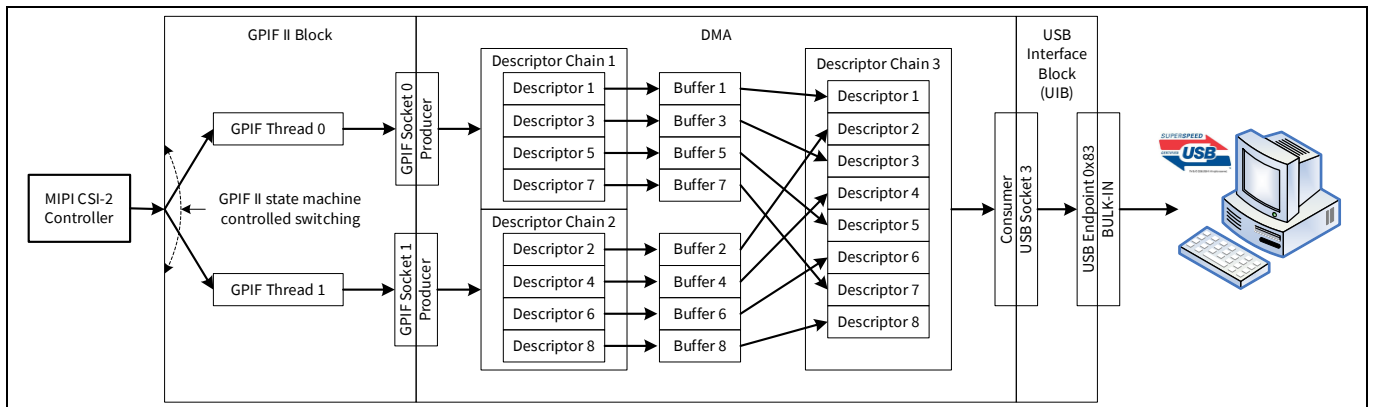 GPIF II Block
DMA
USB
Interface
Block
(UIB)
MIPI CSI-2
Controller
GPIF Thread 0
GPIF II state machine
controlled switching
GPIF Thread 1
GPIF Socket 0
Producer
GPIF Socket 1
Producer
Descriptor Chain 1
Descriptor 1
Descriptor 3
Descriptor 5
Descriptor 7
Descriptor Chain 2
Descriptor 2
Descriptor 4
Descriptor 6
Descriptor 8
Buffer 1
Buffer 3
Buffer 5
Buffer 7
Buffer 2
Buffer 4
Buffer 6
Buffer 8
Descriptor Chain 3
Descriptor 1
Descriptor 2
Descriptor 3
Descriptor 4
Descriptor 5
Descriptor 6
Descriptor 7
Descriptor 8
Consumer
USB Socket 3
USB Endpoint 0x83
BULK-IN
SUPERSPEED
CERTIFIED
USB